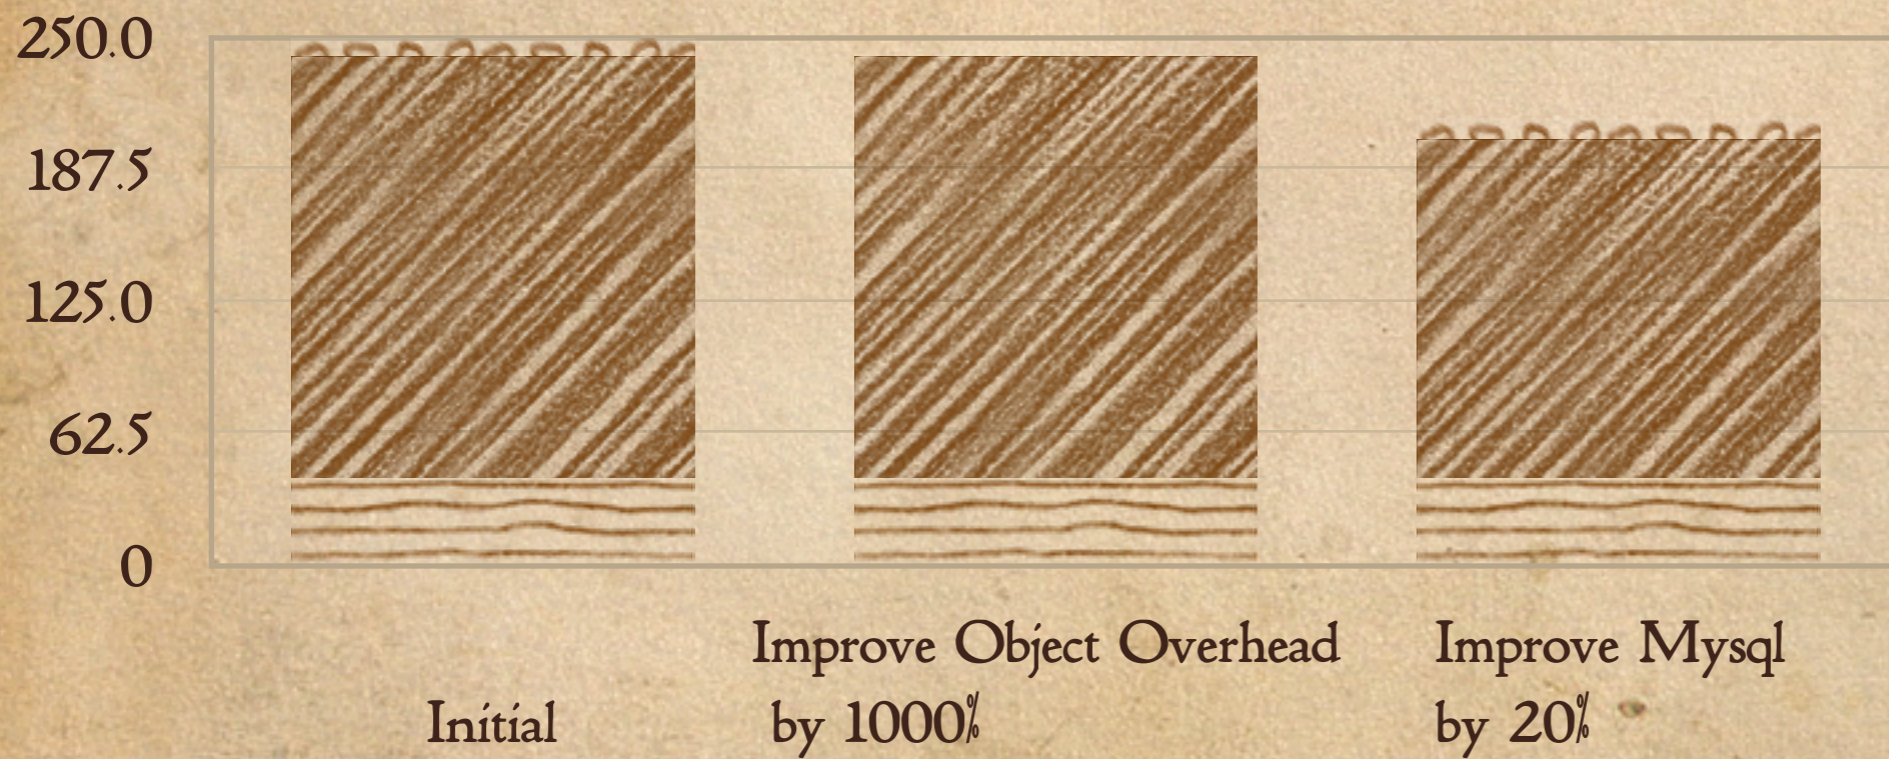 250.0
187.5
125.0
62.5
0
Initial
Improve Object Overhead
by 1000%
Improve Mysql
by 20%